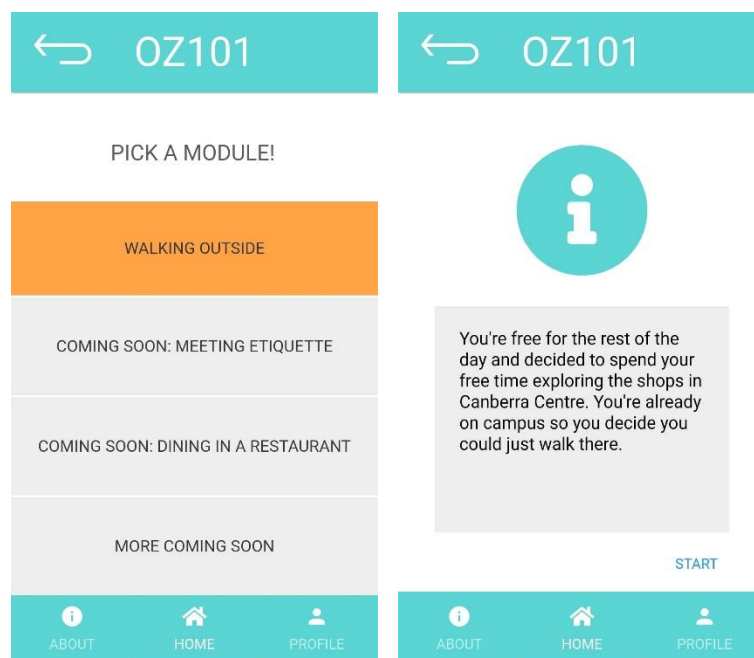 OZ101
PICK A MODULE!
WALKING OUTSIDE
COMING SOON: MEETING ETIQUETTE
COMING SOON: DINING IN A RESTAURANT
MORE COMING SOON
ABOUT
HOME
PROFILE
OZ101
You're free for the rest of the
day and decided to spend your
free time exploring the shops in
Canberra Centre. You're already
on campus so you decide you
could just walk there.
START
ABOUT
HOME
PROFILE